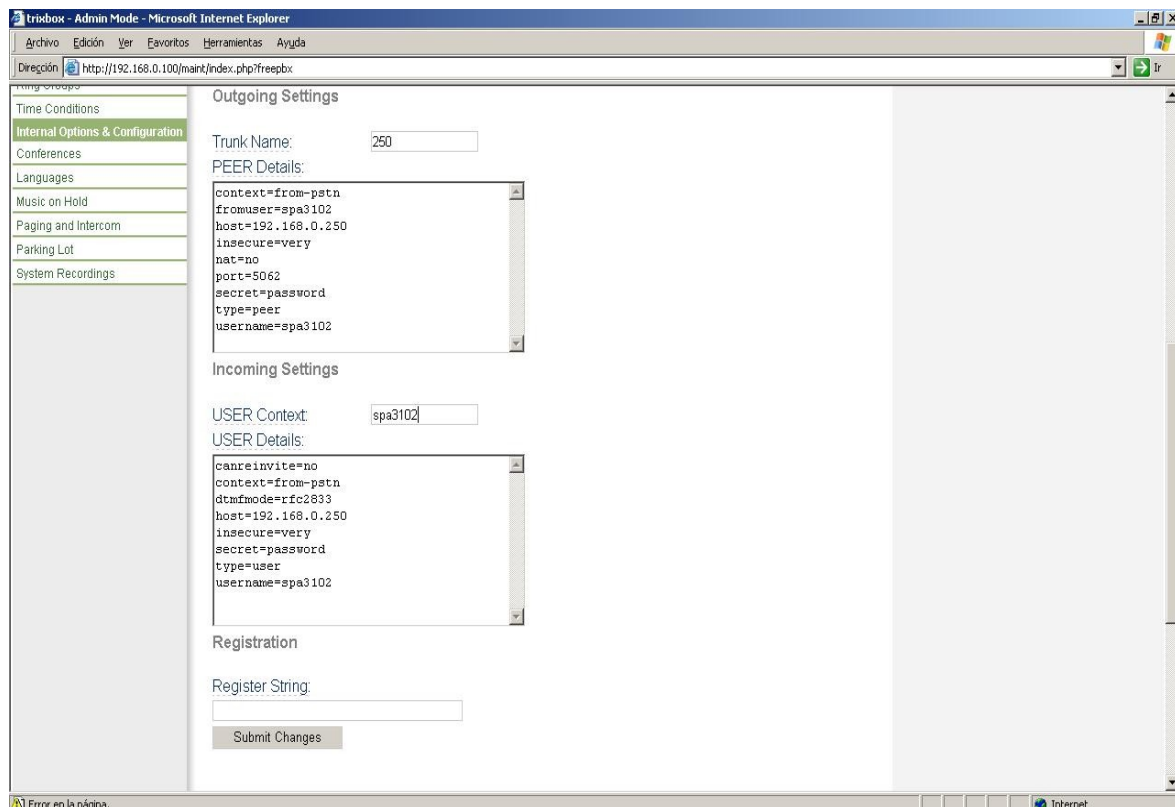 trixbox - Admin Mode - Microsoft Internet Explorer
Archivo Edición Ver Favoritos Herramientas Ayuda
Dirección http://192.168.0.100/maint/index.php?freepbx Ir
Ring Groups
Time Conditions
Internal Options & Configuration
Conferences
Languages
Music on Hold
Paging and Intercom
Parking Lot
System Recordings
Outgoing Settings
Trunk Name: 250
PEER Details:
context=from-pstn
fromuser=spa3102
host=192.168.0.250
insecure=very
nat=no
port=5062
secret=password
type=peer
username=spa3102
Incoming Settings
USER Context: spa3102
USER Details:
canreinvite=no
context=from-pstn
dtmfmode=rfc2833
host=192.168.0.250
insecure=very
secret=password
type=user
username=spa3102
Registration
Register String:
Submit Changes
Error en la página. Internet